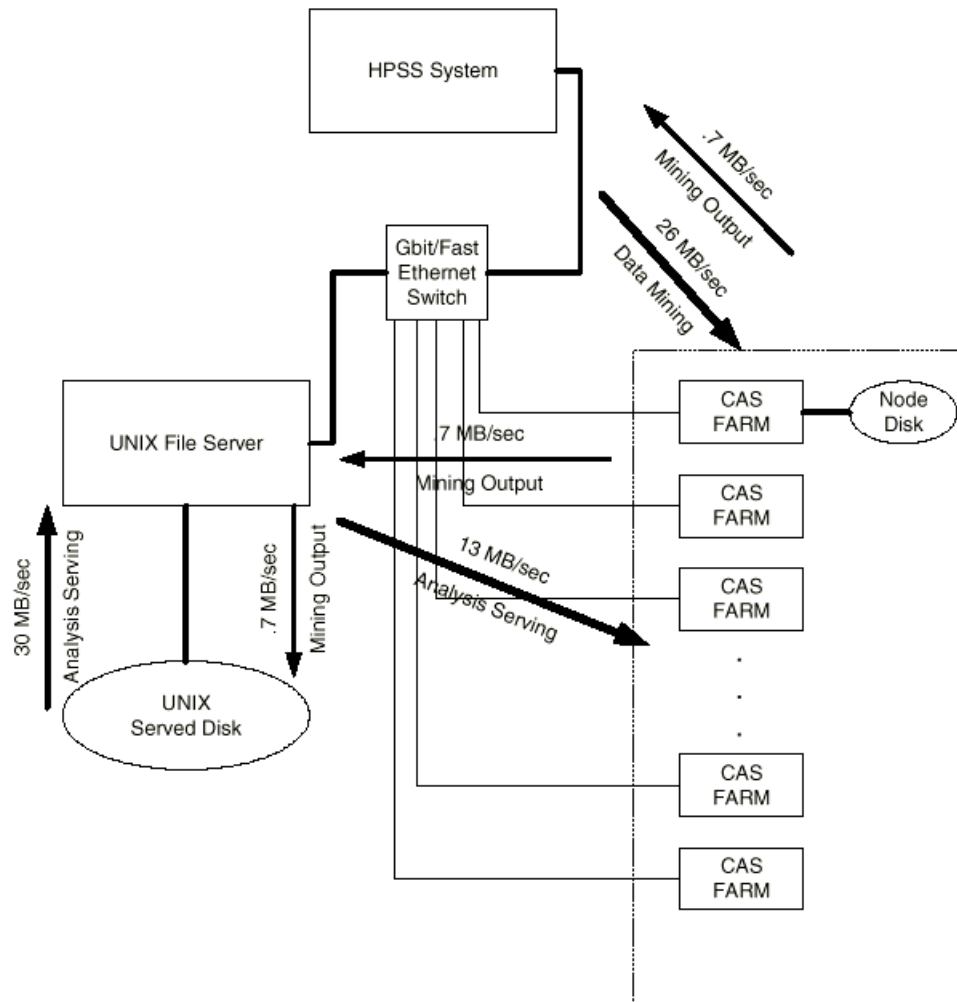 HPSS System
.7 MB/sec
Mining Output
26 MB/sec
Data Mining
Gbit/Fast
Ethernet
Switch
UNIX File Server
.7 MB/sec
Mining Output
CAS
FARM
Node
Disk
CAS
FARM
30 MB/sec
Analysis Serving
.7 MB/sec
Mining Output
13 MB/sec
Analysis Serving
CAS
FARM
UNIX
Served Disk
.
.
.
CAS
FARM
CAS
FARM